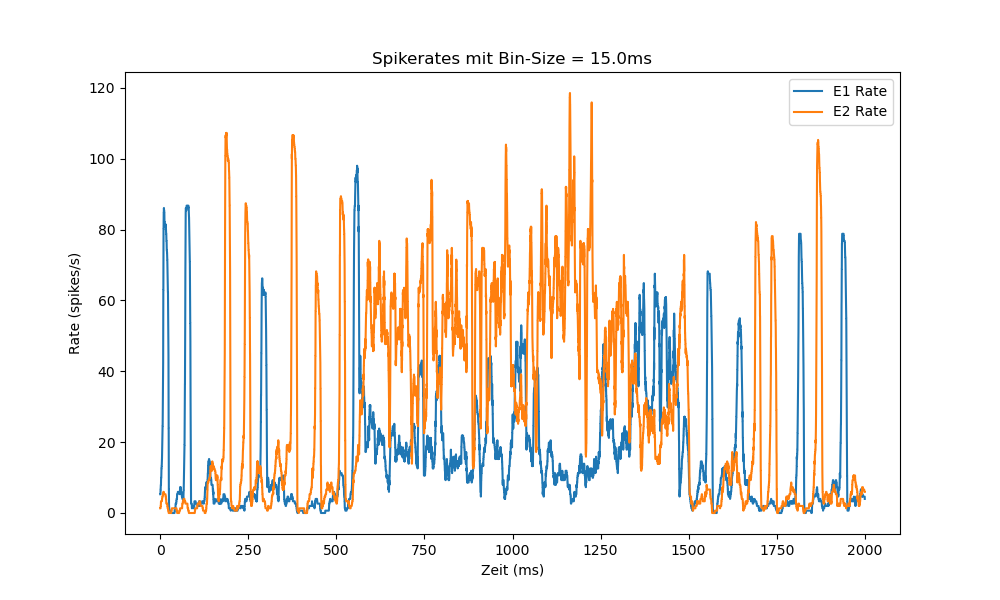 Spikerates mit Bin-Size = 15.0ms
E1 Rate
E2 Rate
120
100
80
60
40
20
0
Rate (spikes/s)
0 250 500 750 1000 1250 1500 1750 2000
Zeit (ms)